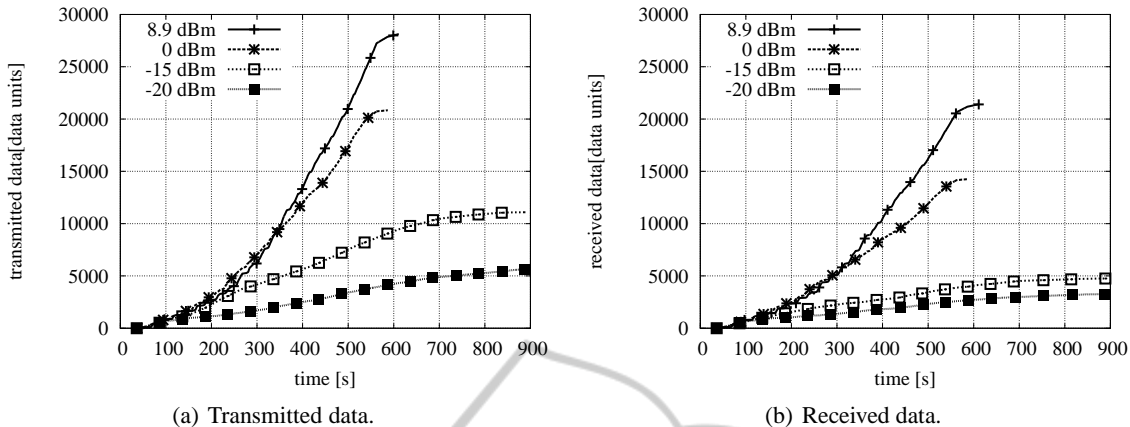 transmitted data[data units]
30000
25000
20000
15000
10000
5000
0
8.9 dBm
0 dBm
-15 dBm
-20 dBm
0 100 200 300 400 500 600 700 800 900
time [s]
(a) Transmitted data.
received data[data units]
30000
25000
20000
15000
10000
5000
0
8.9 dBm
0 dBm
-15 dBm
-20 dBm
0 100 200 300 400 500 600 700 800 900
time [s]
(b) Received data.